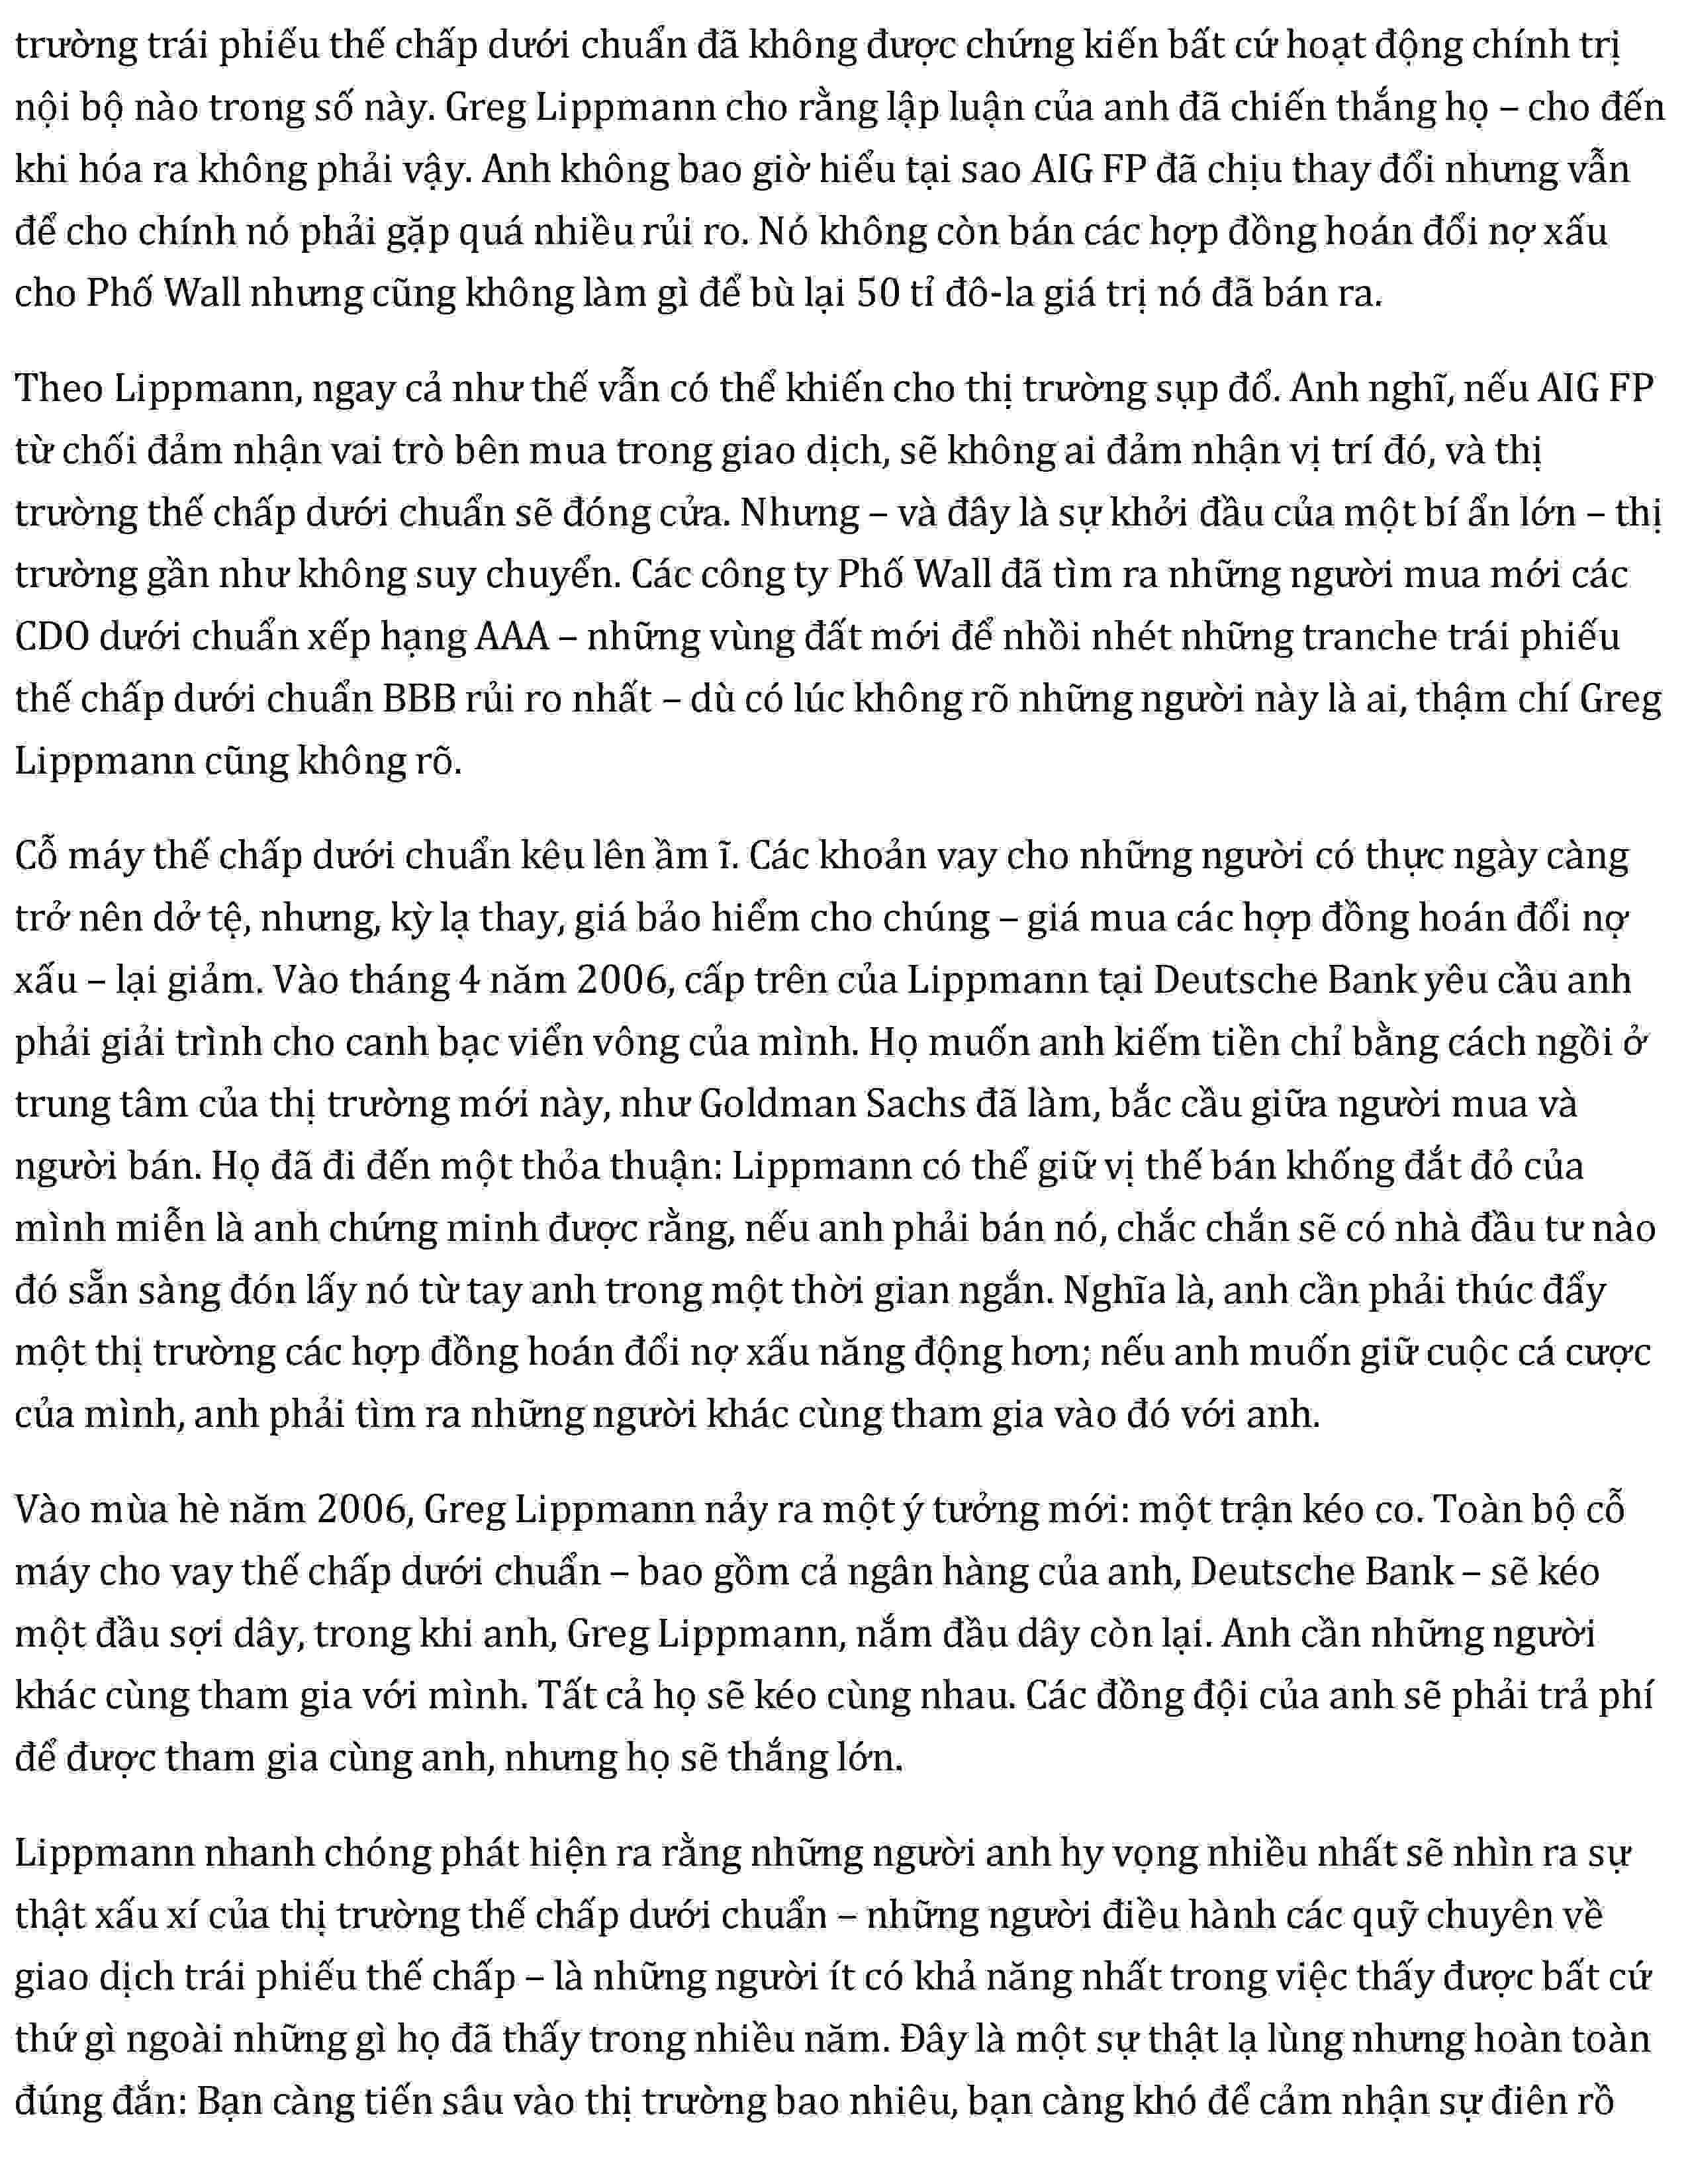 trường trái phiếu thế chấp dưới chuẩn đã không được chứng kiến bất cứ hoạt động chính trị
nội bộ nào trong số này. Greg Lippmann cho rằng lập luận của anh đã chiến thắng họ – cho đến
khi hóa ra không phải vậy. Anh không bao giờ hiểu tại sao AIG FP đã chịu thay đổi nhưng vẫn
để cho chính nó phải gặp quá nhiều rủi ro. Nó không còn bán các hợp đồng hoán đổi nợ xấu
cho Phố Wall nhưng cũng không làm gì để bù lại 50 tỉ đô-la giá trị nó đã bán ra.
Theo Lippmann, ngay cả như thế vẫn có thể khiến cho thị trường sụp đổ. Anh nghĩ, nếu AIG FP
từ chối đảm nhận vai trò bên mua trong giao dịch, sẽ không ai đảm nhận vị trí đó, và thị
trường thế chấp dưới chuẩn sẽ đóng cửa. Nhưng – và đây là sự khởi đầu của một bí ẩn lớn – thị
trường gần như không suy chuyển. Các công ty Phố Wall đã tìm ra những người mua mới các
CDO dưới chuẩn xếp hạng AAA – những vùng đất mới để nhồi nhét những tranche trái phiếu
thế chấp dưới chuẩn BBB rủi ro nhất – dù có lúc không rõ những người này là ai, thậm chí Greg
Lippmann cũng không rõ.
Cỗ máy thế chấp dưới chuẩn kêu lên ầm ĩ. Các khoản vay cho những người có thực ngày càng
trở nên dở tệ, nhưng, kỳ lạ thay, giá bảo hiểm cho chúng – giá mua các hợp đồng hoán đổi nợ
xấu – lại giảm. Vào tháng 4 năm 2006, cấp trên của Lippmann tại Deutsche Bank yêu cầu anh
phải giải trình cho canh bạc viển vông của mình. Họ muốn anh kiếm tiền chỉ bằng cách ngồi ở
trung tâm của thị trường mới này, như Goldman Sachs đã làm, bắc cầu giữa người mua và
người bán. Họ đã đi đến một thỏa thuận: Lippmann có thể giữ vị thế bán khống đắt đỏ của
mình miễn là anh chứng minh được rằng, nếu anh phải bán nó, chắc chắn sẽ có nhà đầu tư nào
đó sẵn sàng đón lấy nó từ tay anh trong một thời gian ngắn. Nghĩa là, anh cần phải thúc đẩy
một thị trường các hợp đồng hoán đổi nợ xấu năng động hơn; nếu anh muốn giữ cuộc cá cược
của mình, anh phải tìm ra những người khác cùng tham gia vào đó với anh.
Vào mùa hè năm 2006, Greg Lippmann nảy ra một ý tưởng mới: một trận kéo co. Toàn bộ cỗ
máy cho vay thế chấp dưới chuẩn – bao gồm cả ngân hàng của anh, Deutsche Bank – sẽ kéo
một đầu sợi dây, trong khi anh, Greg Lippmann, nắm đầu dây còn lại. Anh cần những người
khác cùng tham gia với mình. Tất cả họ sẽ kéo cùng nhau. Các đồng đội của anh sẽ phải trả phí
để được tham gia cùng anh, nhưng họ sẽ thắng lớn.
Lippmann nhanh chóng phát hiện ra rằng những người anh hy vọng nhiều nhất sẽ nhìn ra sự
thật xấu xí của thị trường thế chấp dưới chuẩn – những người điều hành các quỹ chuyên về
giao dịch trái phiếu thế chấp – là những người ít có khả năng nhất trong việc thấy được bất cứ
thứ gì ngoài những gì họ đã thấy trong nhiều năm. Đây là một sự thật lạ lùng nhưng hoàn toàn
đúng đắn: Bạn càng tiến sâu vào thị trường bao nhiêu, bạn càng khó để cảm nhận sự điên rồ